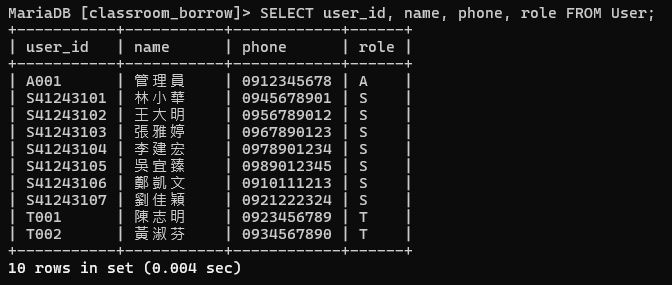 MariaDB [classroom_borrow]> SELECT user_id, name, phone, role FROM User;
+-----------+-----------+------------+------+
| user_id   | name      | phone      | role |
+-----------+-----------+------------+------+
| A001      | 管理員    | 0912345678 | A    |
| S41243101 | 林小華    | 0945678901 | S    |
| S41243102 | 王大明    | 0956789012 | S    |
| S41243103 | 張雅婷    | 0967890123 | S    |
| S41243104 | 李建宏    | 0978901234 | S    |
| S41243105 | 吳宜臻    | 0989012345 | S    |
| S41243106 | 鄭凱文    | 0910111213 | S    |
| S41243107 | 劉佳穎    | 0921222324 | S    |
| T001      | 陳志明    | 0923456789 | T    |
| T002      | 黃淑芬    | 0934567890 | T    |
+-----------+-----------+------------+------+
10 rows in set (0.004 sec)